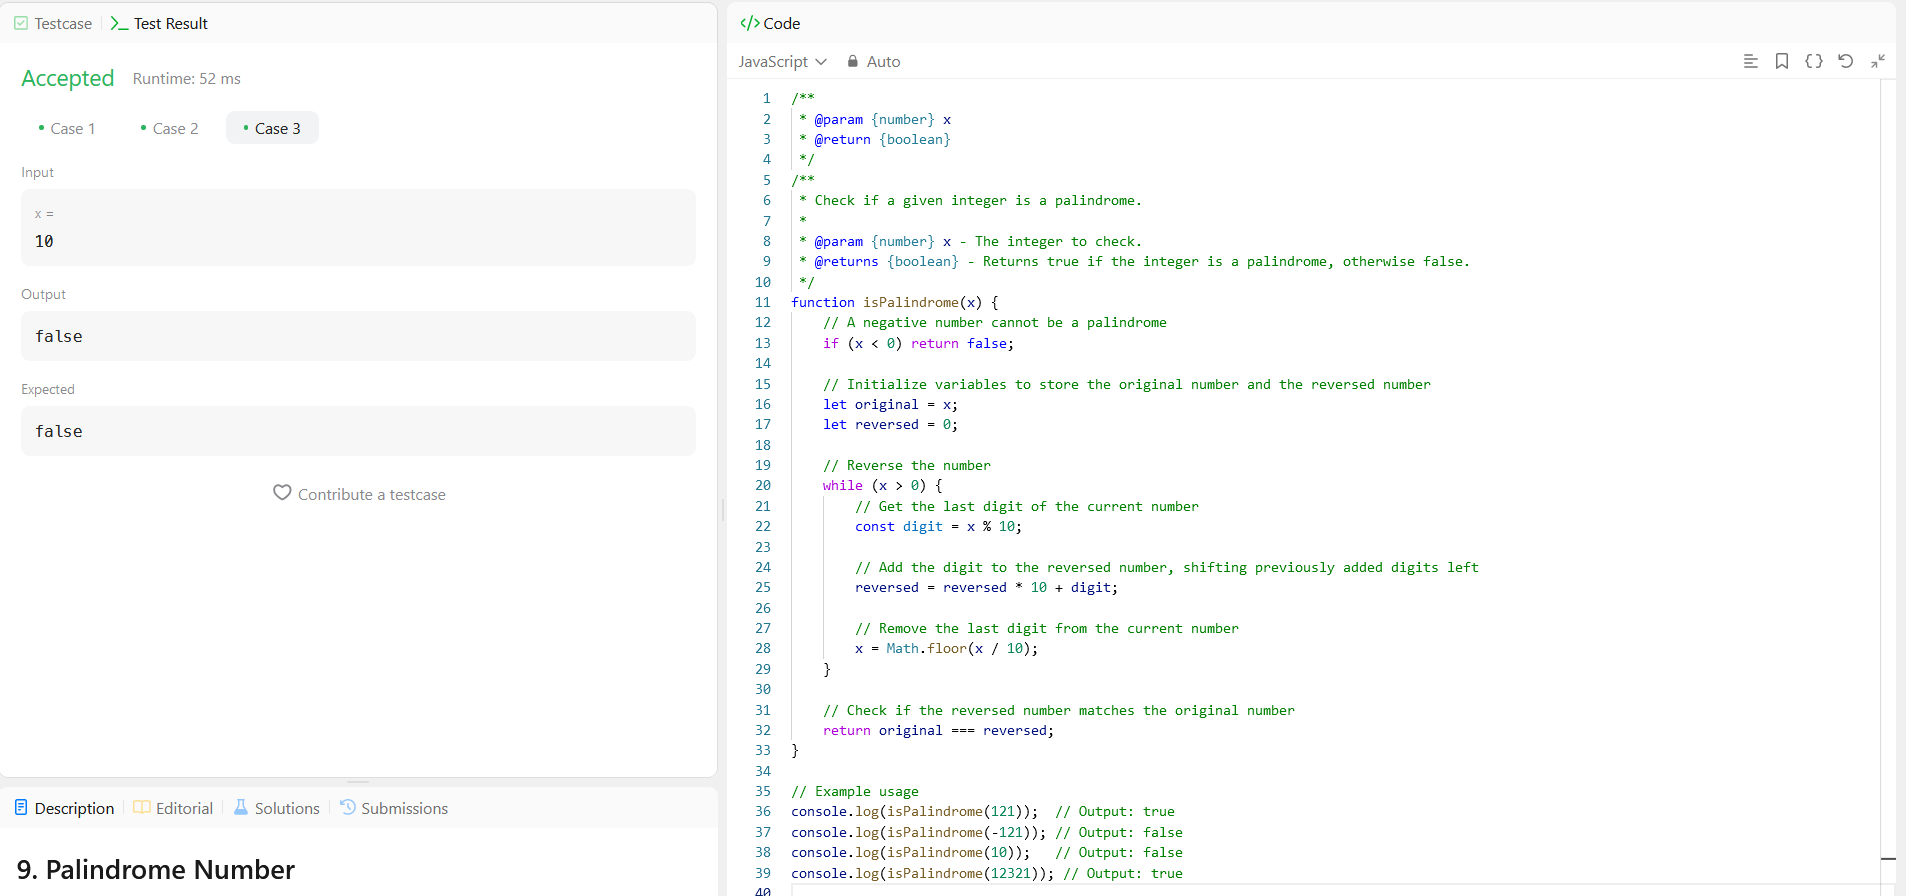 Testcase
Test Result
Accepted Runtime: 52 ms
Case 1 Case 2 Case 3
Input
x =
10
Output
false
Expected
false
Contribute a testcase
Description Editorial Solutions Submissions
9. Palindrome Number
</> Code
JavaScript Auto
1 /**
2  * @param {number} x
3  * @return {boolean}
4  */
5 /**
6  * Check if a given integer is a palindrome.
7  *
8  * @param {number} x - The integer to check.
9  * @returns {boolean} - Returns true if the integer is a palindrome, otherwise false.
10  */
11 function isPalindrome(x) {
12     // A negative number cannot be a palindrome
13     if (x < 0) return false;
14
15     // Initialize variables to store the original number and the reversed number
16     let original = x;
17     let reversed = 0;
18
19     // Reverse the number
20     while (x > 0) {
21         // Get the last digit of the current number
22         const digit = x % 10;
23
24         // Add the digit to the reversed number, shifting previously added digits left
25         reversed = reversed * 10 + digit;
26
27         // Remove the last digit from the current number
28         x = Math.floor(x / 10);
29     }
30
31     // Check if the reversed number matches the original number
32     return original === reversed;
33 }
34
35 // Example usage
36 console.log(isPalindrome(121));  // Output: true
37 console.log(isPalindrome(-121)); // Output: false
38 console.log(isPalindrome(10));   // Output: false
39 console.log(isPalindrome(12321)); // Output: true
40